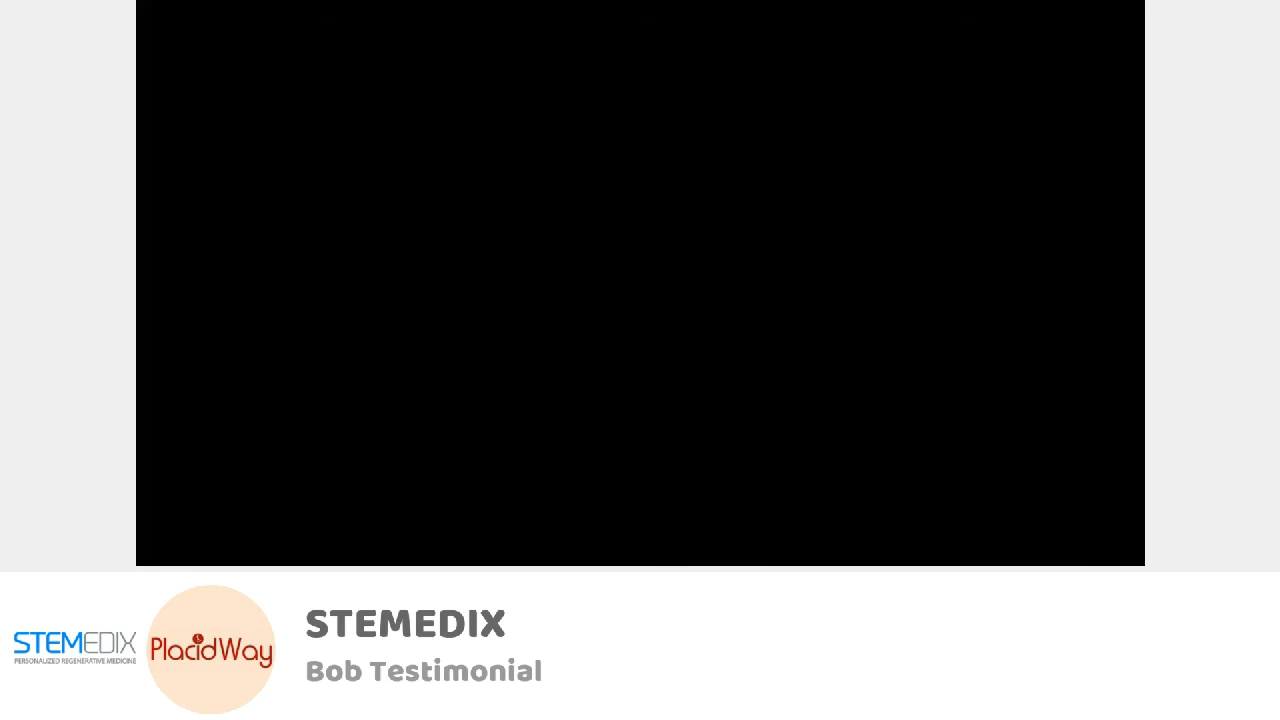 STEMEDIX
PERSONALIZED REGENERATIVE MEDICINE
PlacidWay
STEMEDIX
Bob Testimonial